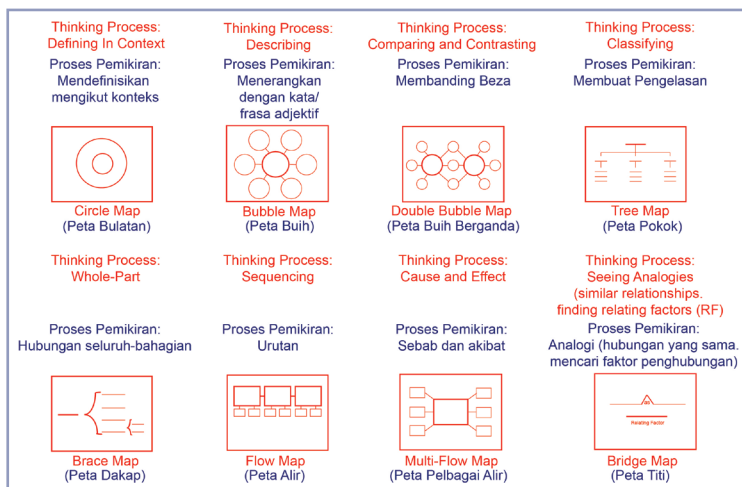 Thinking Process:
Defining In Context
Proses Pemikiran:
Mendefinisikan
mengikut konteks
Circle Map
(Peta Bulatan)
Thinking Process:
Describing
Proses Pemikiran:
Menerangkan
dengan kata/
frasa adjektif
Bubble Map
(Peta Buih)
Thinking Process:
Comparing and Contrasting
Proses Pemikiran:
Membanding Beza
Double Bubble Map
(Peta Buih Berganda)
Thinking Process:
Classifying
Proses Pemikiran:
Membuat Pengelasan
Tree Map
(Peta Pokok)
Thinking Process:
Whole-Part
Proses Pemikiran:
Hubungan seluruh-bahagian
Brace Map
(Peta Dakap)
Thinking Process:
Sequencing
Proses Pemikiran:
Urutan
Flow Map
(Peta Alir)
Thinking Process:
Cause and Effect
Proses Pemikiran:
Sebab dan akibat
Multi-Flow Map
(Peta Pelbagai Alir)
Thinking Process:
Seeing Analogies
(similar relationships.
finding relating factors (RF)
Proses Pemikiran:
Analogi (hubungan yang sama.
mencari faktor penghubungan)
Relating Factor
Bridge Map
(Peta Titi)